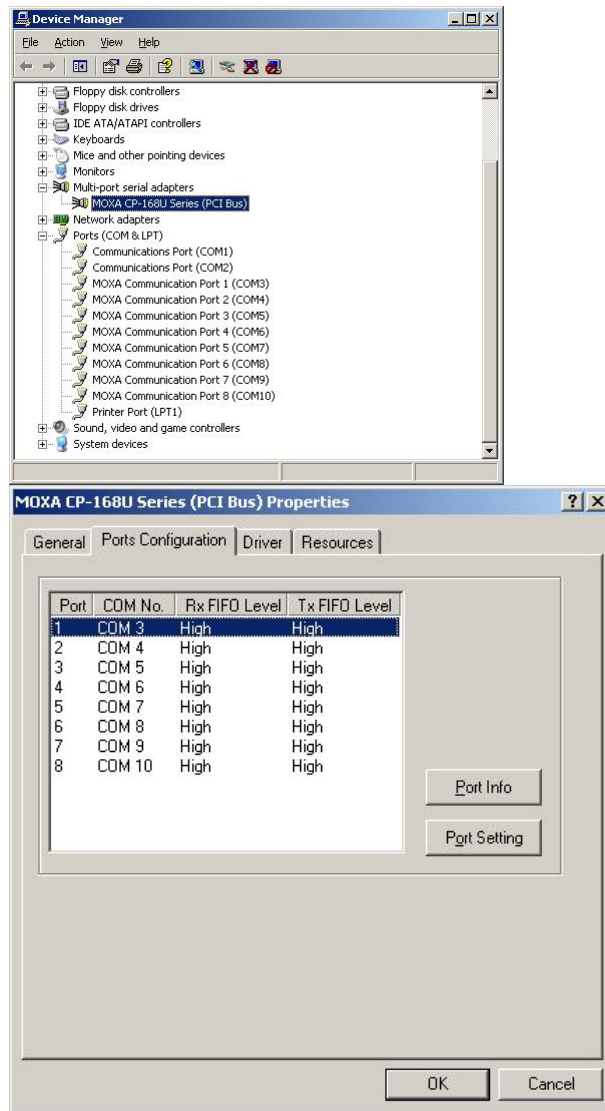 Device Manager
File Action View Help
Floppy disk controllers
Floppy disk drives
IDE ATA/ATAPI controllers
Keyboards
Mice and other pointing devices
Monitors
Multi-port serial adapters
MOXA CP-168U Series (PCI Bus)
Network adapters
Ports (COM & LPT)
Communications Port (COM1)
Communications Port (COM2)
MOXA Communication Port 1 (COM3)
MOXA Communication Port 2 (COM4)
MOXA Communication Port 3 (COM5)
MOXA Communication Port 4 (COM6)
MOXA Communication Port 5 (COM7)
MOXA Communication Port 6 (COM8)
MOXA Communication Port 7 (COM9)
MOXA Communication Port 8 (COM10)
Printer Port (LPT1)
Sound, video and game controllers
System devices
MOXA CP-168U Series (PCI Bus) Properties
General Ports Configuration Driver Resources
Port COM No. Rx FIFO Level Tx FIFO Level
1 COM 3 High High
2 COM 4 High High
3 COM 5 High High
4 COM 6 High High
5 COM 7 High High
6 COM 8 High High
7 COM 9 High High
8 COM 10 High High
Port Info
Port Setting
OK Cancel